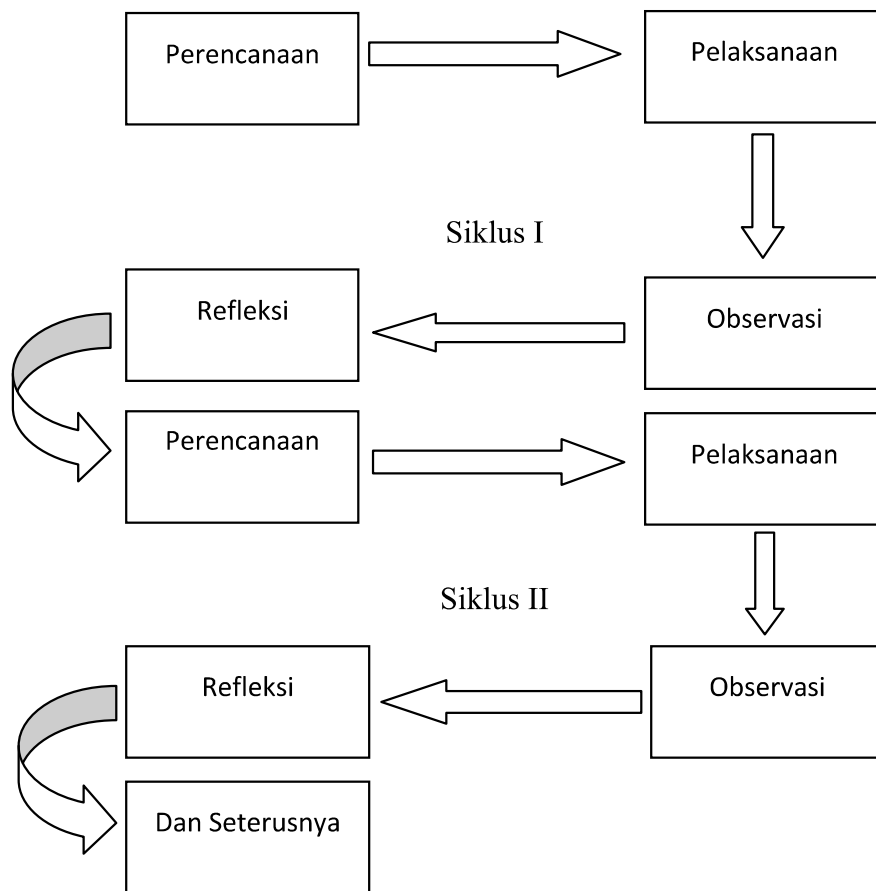 Perencanaan
Pelaksanaan
Siklus I
Refleksi
Observasi
Perencanaan
Pelaksanaan
Siklus II
Refleksi
Observasi
Dan Seterusnya